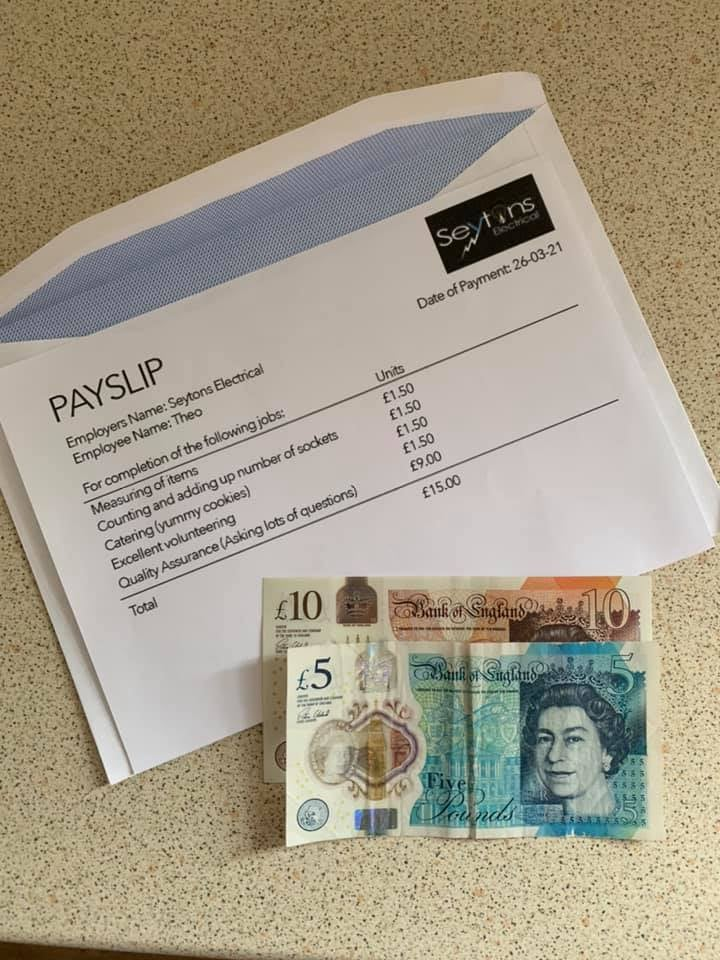 Seytons
Electrical
Date of Payment: 26-03-21
PAYSLIP
Employers Name: Seytons Electrical
Employee Name: Theo
For completion of the following jobs: Units
Measuring of items £1.50
Counting and adding up number of sockets £1.50
Catering (yummy cookies) £1.50
Excellent volunteering £1.50
Quality Assurance (Asking lots of questions) £9.00
Total £15.00
£10 Bank of England 10
£5 Bank of England 5
Five
Pounds